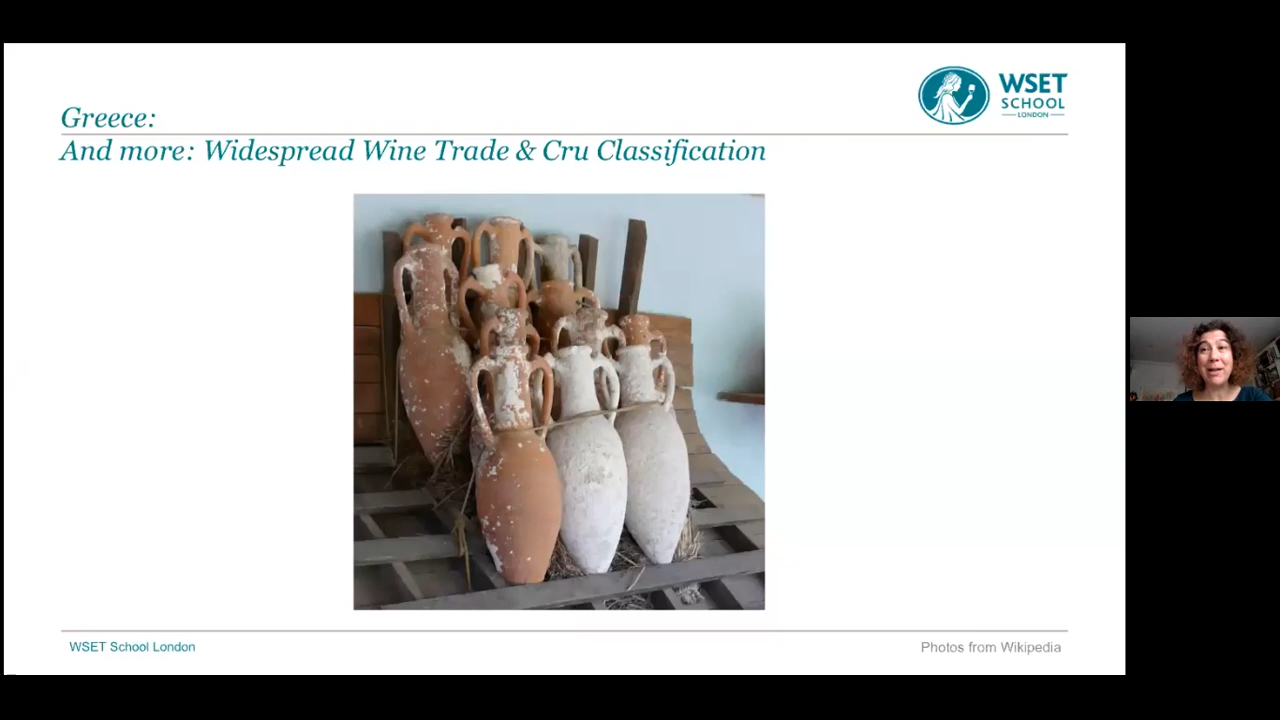 WSET
SCHOOL
LONDON
Greece:
And more: Widespread Wine Trade & Cru Classification
WSET School London
Photos from Wikipedia